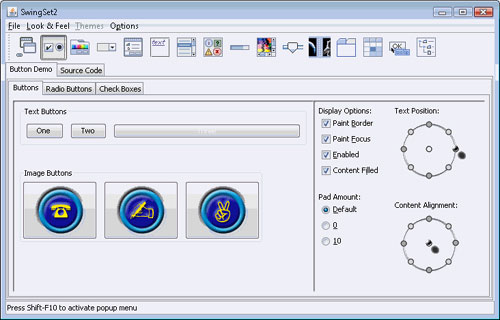 SwingSet2
File Look & Feel Themes Options
Button Demo Source Code
Buttons Radio Buttons Check Boxes
Text Buttons
One Two
Image Buttons
Display Options:
Paint Border
Paint Focus
Enabled
Content Filled
Pad Amount:
Default
0
10
Text Position:
Content Alignment:
Press Shift-F10 to activate popup menu